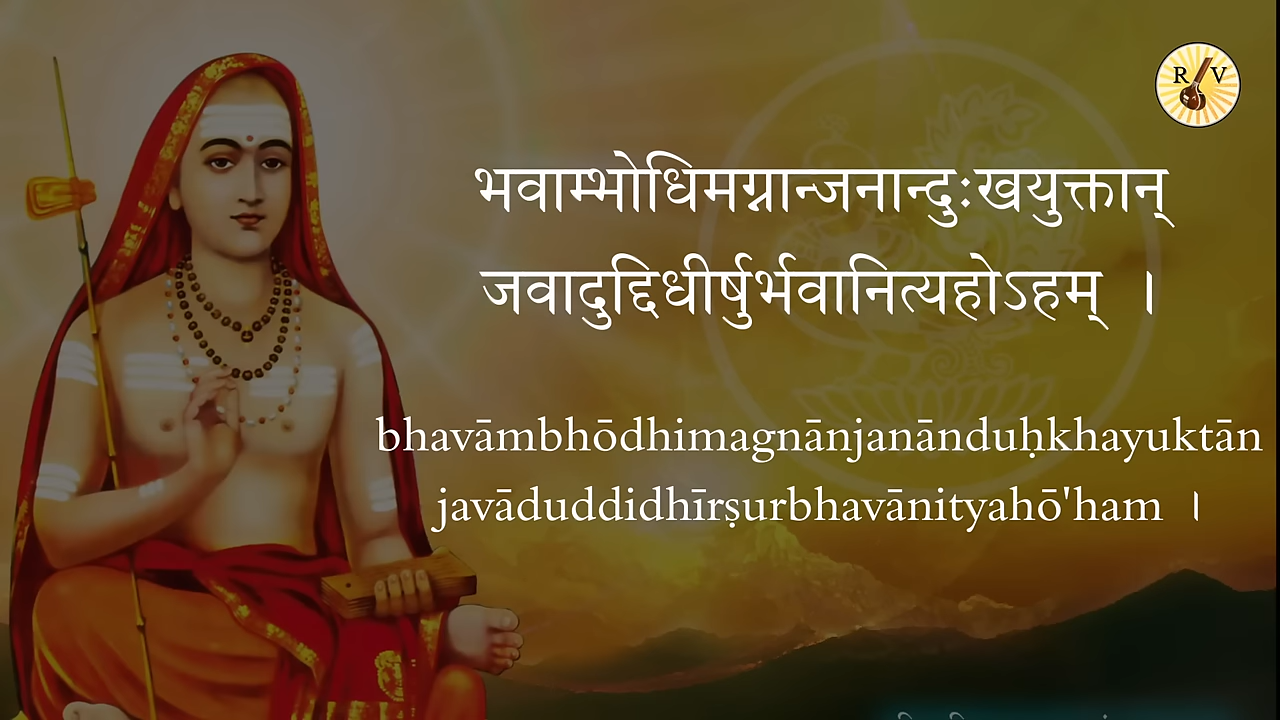 R V
भवाम्भोधिमग्नान्जनान्दुःखयुक्तान्
जवादुद्दिधीर्षुर्भवानित्यहोऽहम् ।
bhavāmbhōdhimagnānjanānduḥkhayuktān
javāduddidhīrṣurbhavānityahō'ham ।